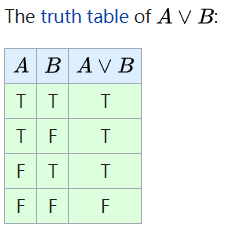 The truth table of A ∨ B:
A B A ∨ B
T T T
T F T
F T T
F F F